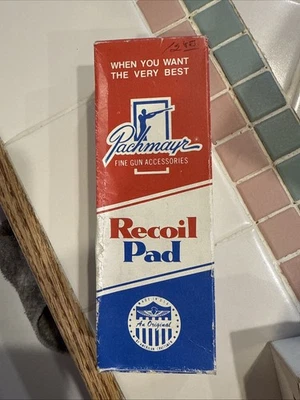 WHEN YOU WANT
THE VERY BEST
Pachmayr®
FINE GUN ACCESSORIES
Recoil
Pad
An Original